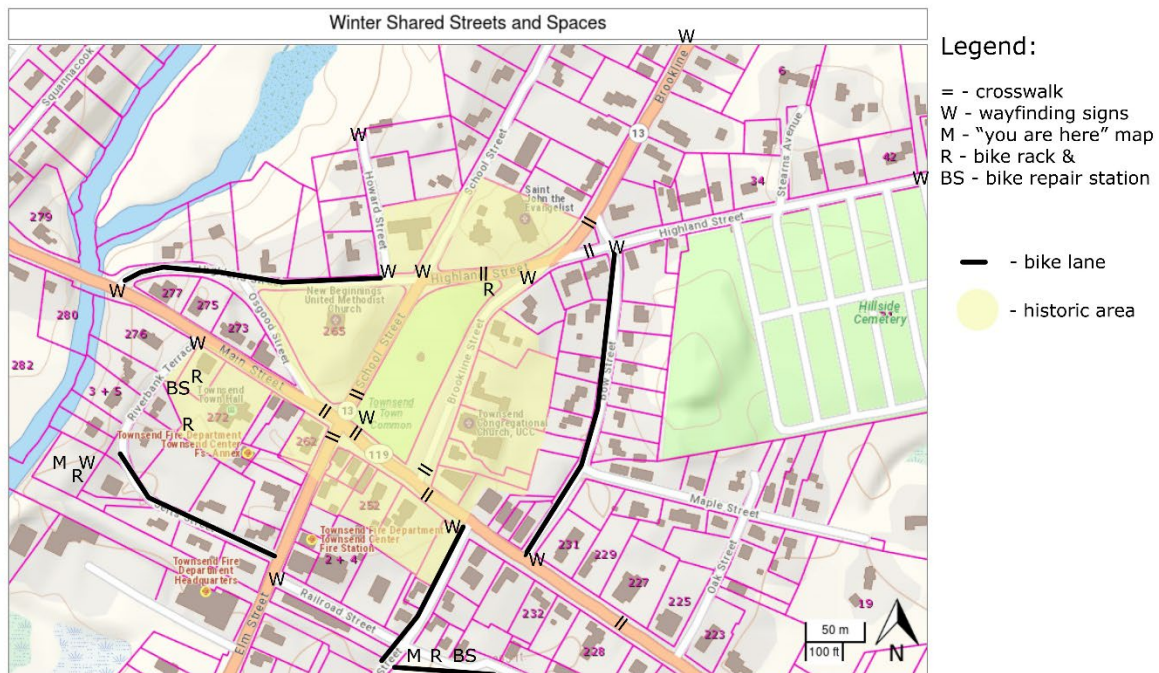 Winter Shared Streets and Spaces
W
Legend:
= - crosswalk
W - wayfinding signs
M - “you are here” map
R - bike rack &
BS - bike repair station
- bike lane
- historic area
Squannacook
Brookline
6
13
School Street
Stearns Avenue
W
42
34
W
Howard Street
Saint
John the
Evangelist
279
Highland Street
W
W
W
Highland Street
W
R
W
277
275
New Beginnings
United Methodist
Church
265
Osgood Street
Hillside
Cemetery
280
276
273
W
Main Street
School Street
Brookline Street
Bow Street
282
3 + 5
Riverbank Terrace
BS R
Townsend
Town Hall
272
R
13
W
Townsend Town
Common
Townsend
Congregational
Church, UCC
Townsend Fire Department
Townsend Center
Fs- Annex
262
119
M W
R
Maple Street
252
W
Townsend Fire Department
Townsend Center
Fire Station
2 + 4
231
229
W
227
225
Oak Street
Townsend Fire
Department
Headquarters
W
Railroad Street
232
223
228
19
Elm Street
Street
M R BS
50 m
100 ft
N